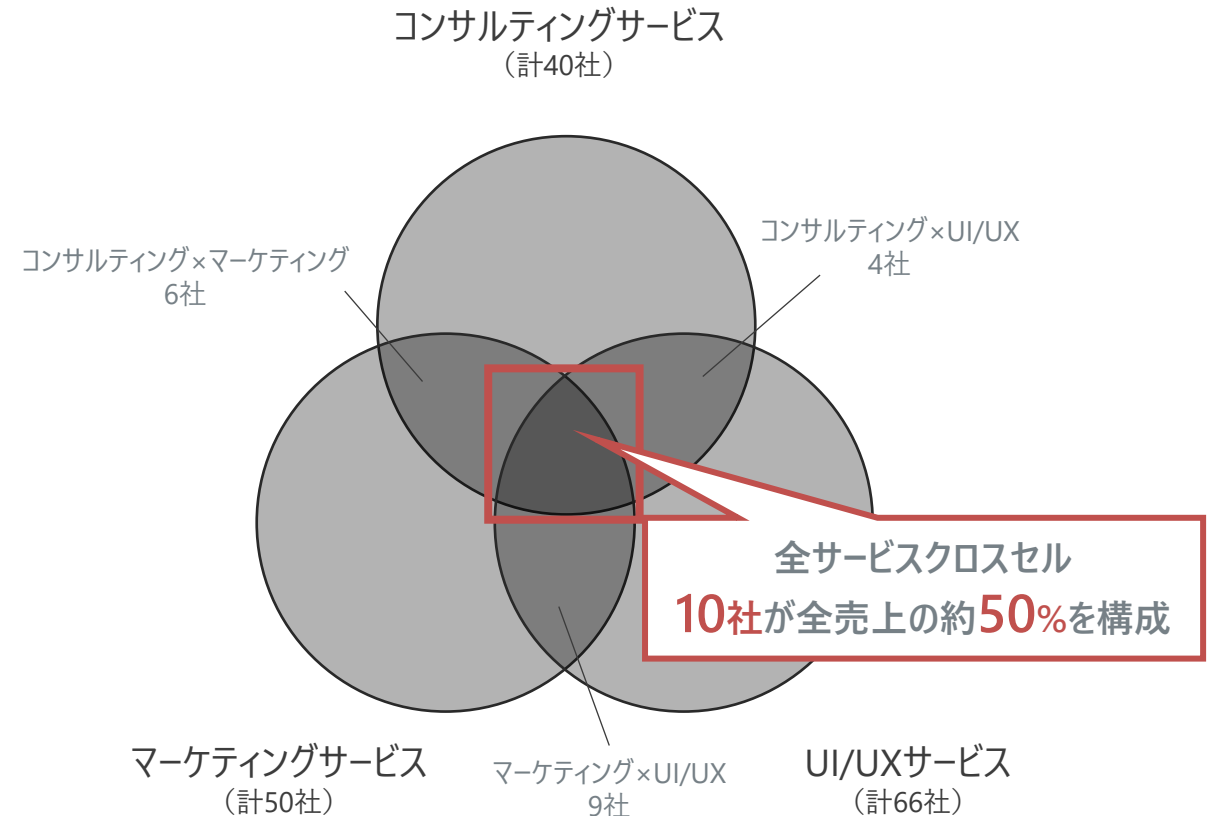 コンサルティングサービス
（計40社）
コンサルティング×UI/UX
4社
コンサルティング×マーケティング
6社
全サービスクロスセル
10社が全売上の約50%を構成
マーケティングサービス
（計50社）
マーケティング×UI/UX
9社
UI/UXサービス
（計66社）